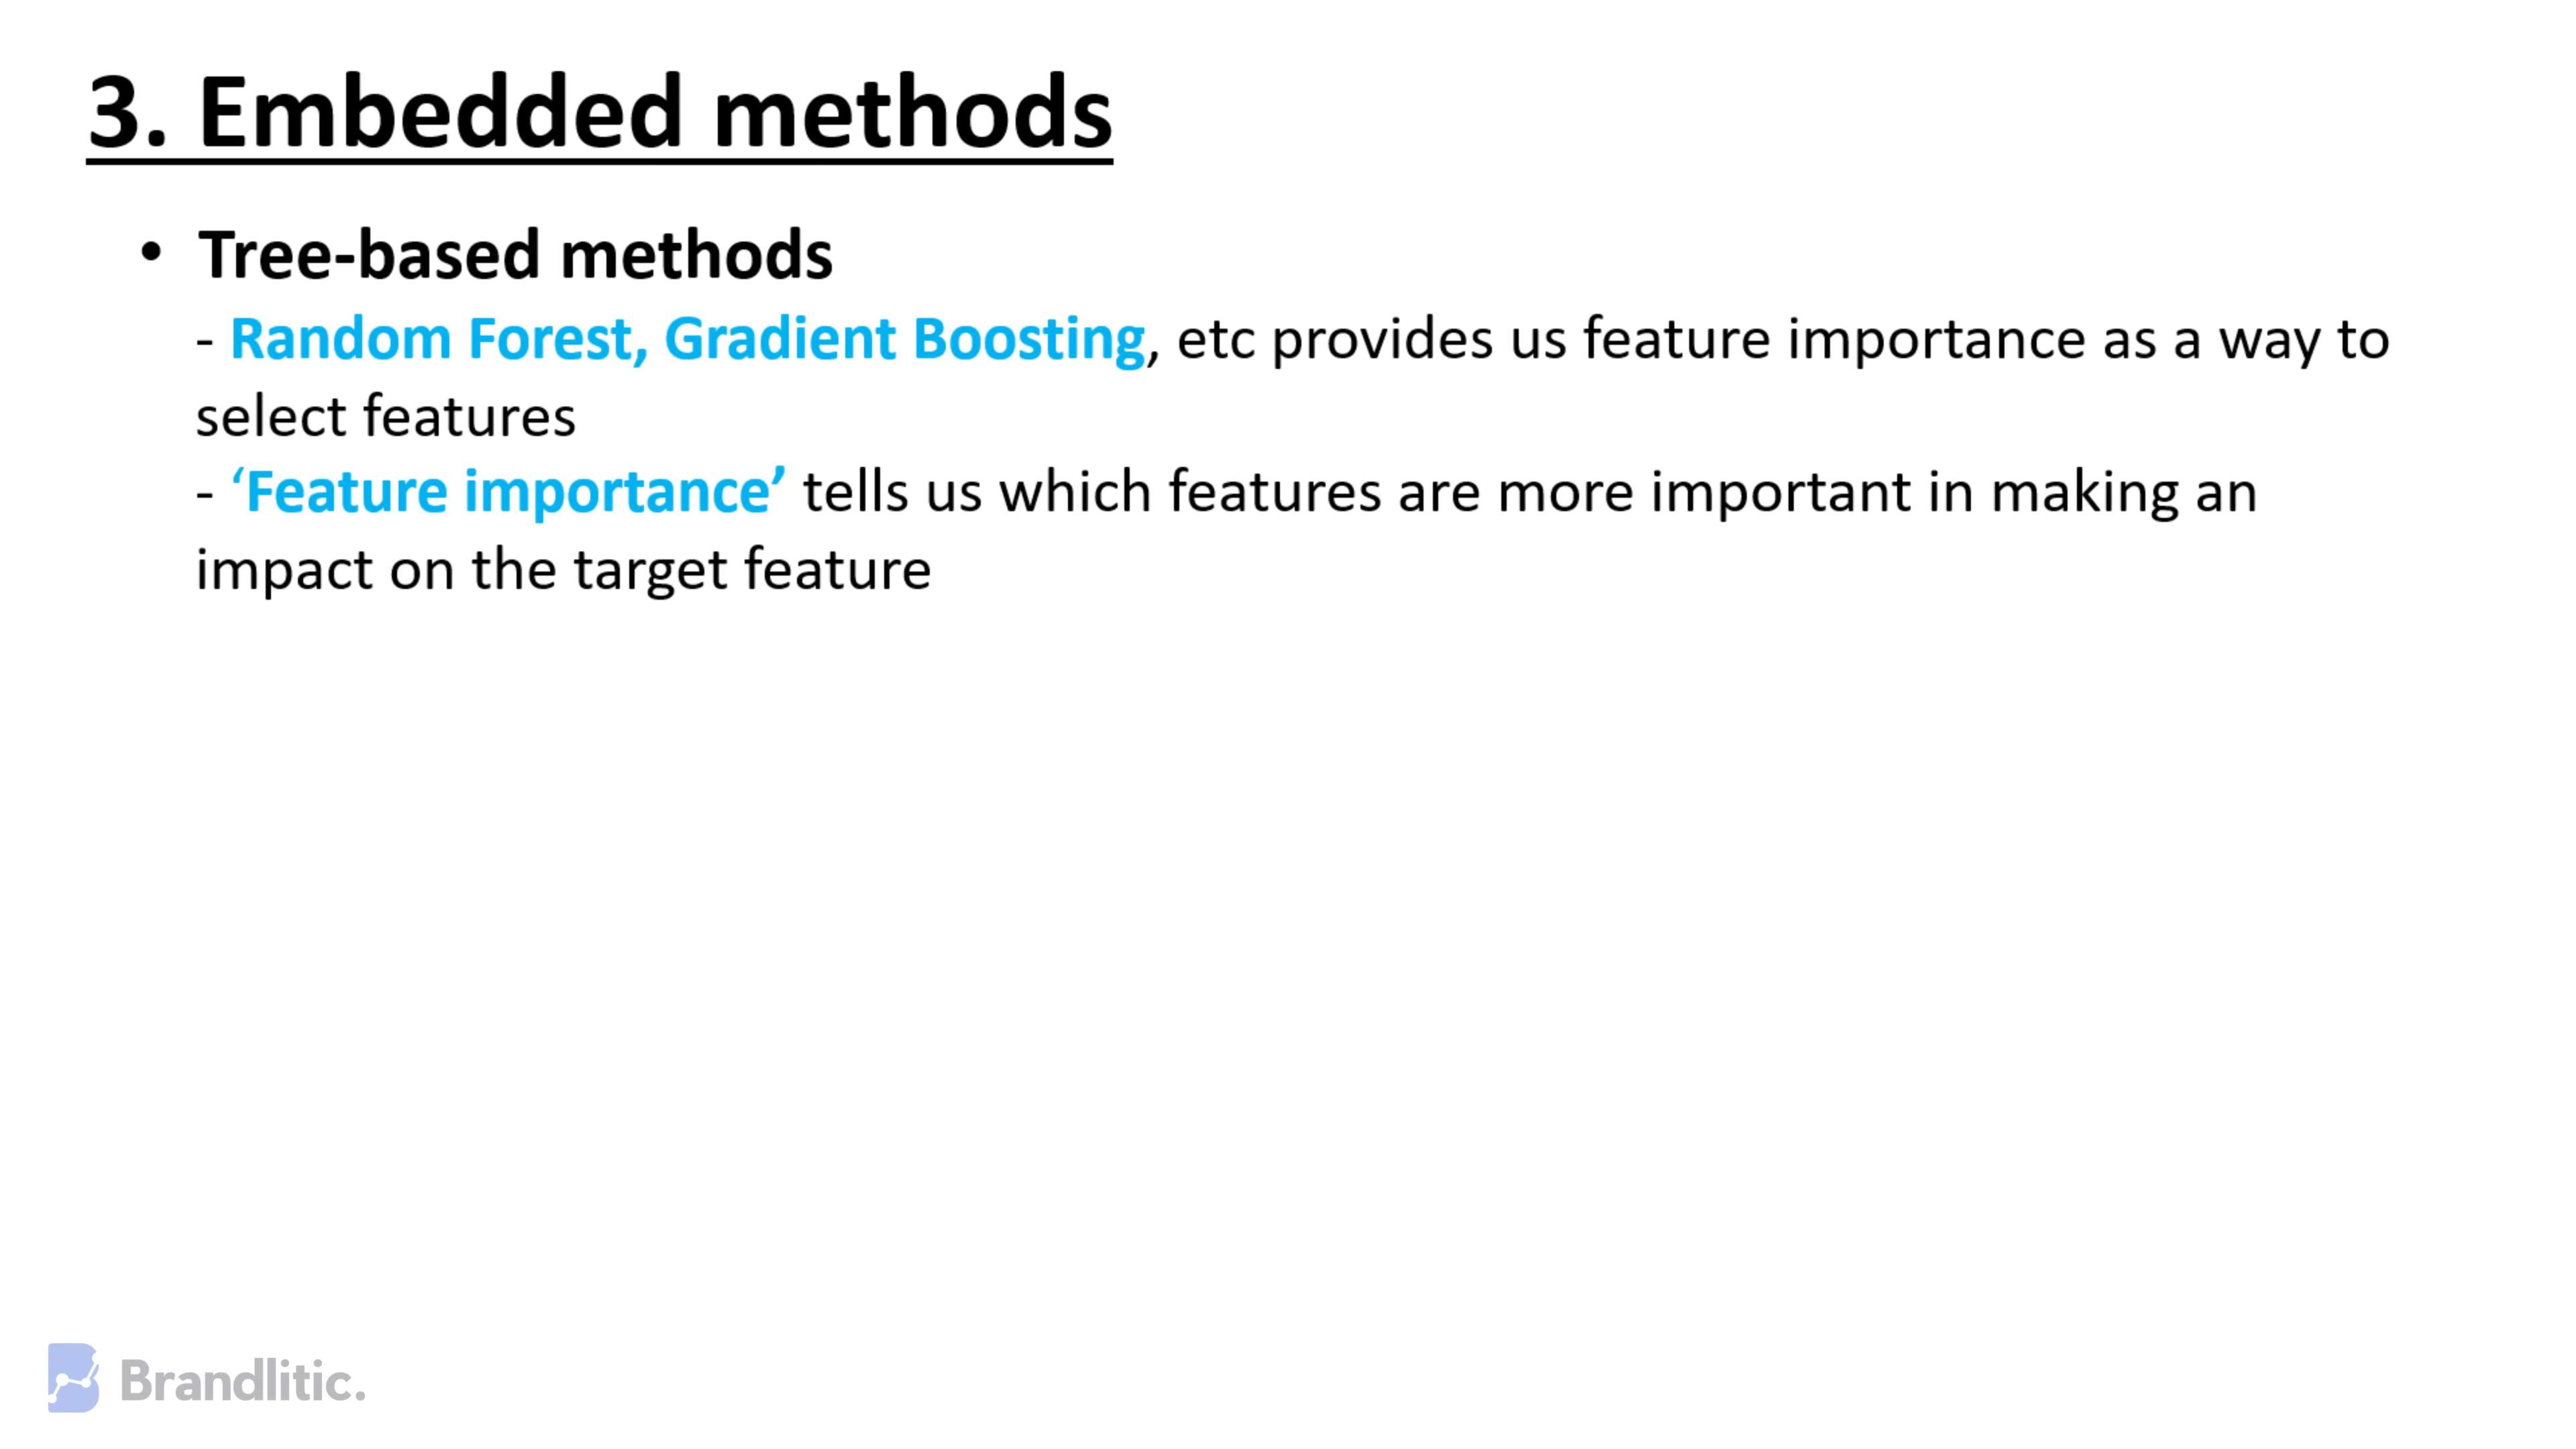 3. Embedded methods
• Tree-based methods
- Random Forest, Gradient Boosting, etc provides us feature importance as a way to
select features
- ‘Feature importance’ tells us which features are more important in making an
impact on the target feature
Brandlitic.